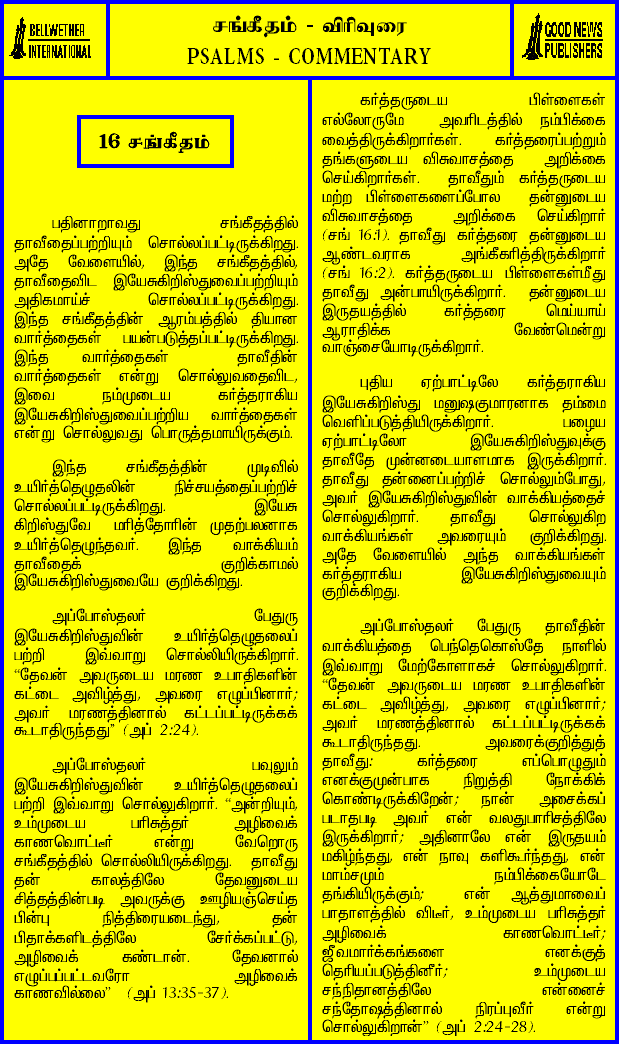 BELLWETHER
INTERNATIONAL
சங்கீதம் - விரிவுரை
PSALMS - COMMENTARY
GOOD NEWS
PUBLISHERS
16 சங்கீதம்
பதினாறாவது சங்கீதத்தில்
தாவீதைப்பற்றியும் சொல்லப்பட்டிருக்கிறது.
அதே வேளையில், இந்த சங்கீதத்தில்,
தாவீதைவிட இயேசுகிறிஸ்துவைப்பற்றியும்
அதிகமாய்ச் சொல்லப்பட்டிருக்கிறது.
இந்த சங்கீதத்தின் ஆரம்பத்தில் தியான
வார்த்தைகள் பயன்படுத்தப்பட்டிருக்கிறது.
இந்த வார்த்தைகள் தாவீதின்
வார்த்தைகள் என்று சொல்லுவதைவிட,
இவை நம்முடைய கர்த்தராகிய
இயேசுகிறிஸ்துவைப்பற்றிய வார்த்தைகள்
என்று சொல்லுவது பொருத்தமாயிருக்கும்.
இந்த சங்கீதத்தின் முடிவில்
உயிர்த்தெழுதலின் நிச்சயத்தைப்பற்றிச்
சொல்லப்பட்டிருக்கிறது. இயேசு
கிறிஸ்துவே மரித்தோரின் முதற்பலனாக
உயிர்த்தெழுந்தவர். இந்த வாக்கியம்
தாவீதைக் குறிக்காமல்
இயேசுகிறிஸ்துவையே குறிக்கிறது.
அப்போஸ்தலர் பேதுரு
இயேசுகிறிஸ்துவின் உயிர்த்தெழுதலைப்
பற்றி இவ்வாறு சொல்லியிருக்கிறார்.
“தேவன் அவருடைய மரண உபாதிகளின்
கட்டை அவிழ்த்து, அவரை எழுப்பினார்;
அவர் மரணத்தினால் கட்டப்பட்டிருக்கக்
கூடாதிருந்தது” (அப் 2:24).
அப்போஸ்தலர் பவுலும்
இயேசுகிறிஸ்துவின் உயிர்த்தெழுதலைப்
பற்றி இவ்வாறு சொல்லுகிறார். “அன்றியும்,
உம்முடைய பரிசுத்தர் அழிவைக்
காணவொட்டீர் என்று வேறொரு
சங்கீதத்தில் சொல்லியிருக்கிறது. தாவீது
தன் காலத்திலே தேவனுடைய
சித்தத்தின்படி அவருக்கு ஊழியஞ்செய்த
பின்பு நித்திரையடைந்து, தன்
பிதாக்களிடத்திலே சேர்க்கப்பட்டு,
அழிவைக் கண்டான். தேவனால்
எழுப்பப்பட்டவரோ அழிவைக்
காணவில்லை” (அப் 13:35-37).
கர்த்தருடைய பிள்ளைகள்
எல்லோருமே அவரிடத்தில் நம்பிக்கை
வைத்திருக்கிறார்கள். கர்த்தரைப்பற்றும்
தங்களுடைய விசுவாசத்தை அறிக்கை
செய்கிறார்கள். தாவீதும் கர்த்தருடைய
மற்ற பிள்ளைகளைப்போல தன்னுடைய
விசுவாசத்தை அறிக்கை செய்கிறார்
(சங் 16:1). தாவீது கர்த்தரை தன்னுடைய
ஆண்டவராக அங்கீகரித்திருக்கிறார்
(சங் 16:2). கர்த்தருடைய பிள்ளைகள்மீது
தாவீது அன்பாயிருக்கிறார். தன்னுடைய
இருதயத்தில் கர்த்தரை மெய்யாய்
ஆராதிக்க வேண்மென்று
வாஞ்சையோடிருக்கிறார்.
புதிய ஏற்பாட்டிலே கர்த்தராகிய
இயேசுகிறிஸ்து மனுஷகுமாரனாக தம்மை
வெளிப்படுத்தியிருக்கிறார். பழைய
ஏற்பாட்டிலோ இயேசுகிறிஸ்துவுக்கு
தாவீதே முன்னடையாளமாக இருக்கிறார்.
தாவீது தன்னைப்பற்றிச் சொல்லும்போது,
அவர் இயேசுகிறிஸ்துவின் வாக்கியத்தைச்
சொல்லுகிறார். தாவீது சொல்லுகிற
வாக்கியங்கள் அவரையும் குறிக்கிறது.
அதே வேளையில் அந்த வாக்கியங்கள்
கர்த்தராகிய இயேசுகிறிஸ்துவையும்
குறிக்கிறது.
அப்போஸ்தலர் பேதுரு தாவீதின்
வாக்கியத்தை பெந்தெகொஸ்தே நாளில்
இவ்வாறு மேற்கோளாகச் சொல்லுகிறார்.
“தேவன் அவருடைய மரண உபாதிகளின்
கட்டை அவிழ்த்து, அவரை எழுப்பினார்;
அவர் மரணத்தினால் கட்டப்பட்டிருக்கக்
கூடாதிருந்தது. அவரைக்குறித்துத்
தாவீது: கர்த்தரை எப்பொழுதும்
எனக்குமுன்பாக நிறுத்தி நோக்கிக்
கொண்டிருக்கிறேன்; நான் அசைக்கப்
படாதபடி அவர் என் வலதுபாரிசத்திலே
இருக்கிறார்; அதினாலே என் இருதயம்
மகிழ்ந்தது, என் நாவு களிகூர்ந்தது, என்
மாம்சமும் நம்பிக்கையோடே
தங்கியிருக்கும்; என் ஆத்துமாவைப்
பாதாளத்தில் விடீர், உம்முடைய பரிசுத்தர்
அழிவைக் காணவொட்டீர்;
ஜீவமார்க்கங்களை எனக்குத்
தெரியப்படுத்தினீர்; உம்முடைய
சந்நிதானத்திலே என்னைச்
சந்தோஷத்தினால் நிரப்புவீர் என்று
சொல்லுகிறான்” (அப் 2:24-28).